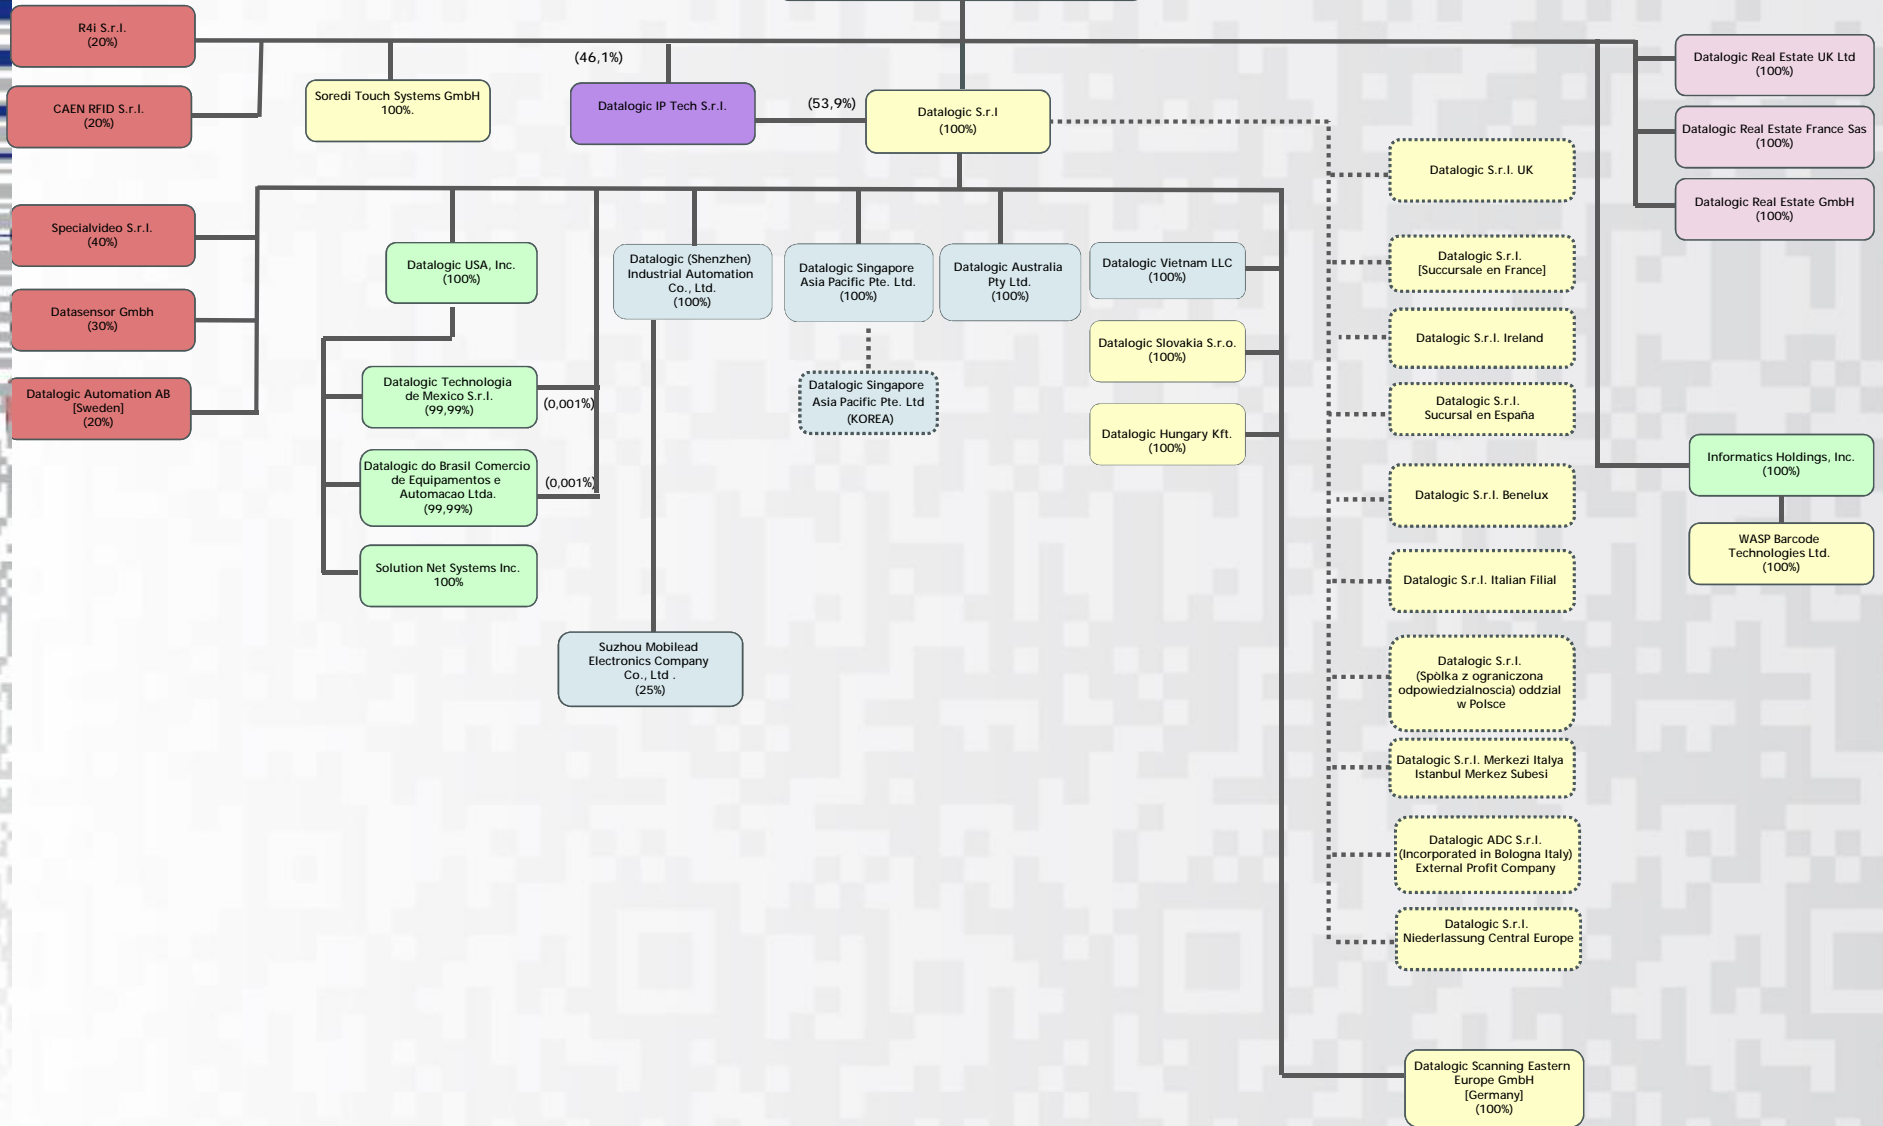 R4i S.r.l.
(20%)
CAEN RFID S.r.l.
(20%)
Soredi Touch Systems GmbH
100%.
(46,1%)
Datalogic IP Tech S.r.l.
(53,9%)
Datalogic S.r.l
(100%)
Datalogic Real Estate UK Ltd
(100%)
Datalogic Real Estate France Sas
(100%)
Datalogic Real Estate GmbH
(100%)
Specialvideo S.r.l.
(40%)
Datasensor Gmbh
(30%)
Datalogic Automation AB
[Sweden]
(20%)
Datalogic USA, Inc.
(100%)
Datalogic Technologia
de Mexico S.r.l.
(99,99%)
(0,001%)
Datalogic do Brasil Comercio
de Equipamentos e
Automacao Ltda.
(99,99%)
(0,001%)
Solution Net Systems Inc.
100%
Datalogic (Shenzhen)
Industrial Automation
Co., Ltd.
(100%)
Suzhou Mobilead
Electronics Company
Co., Ltd .
(25%)
Datalogic Singapore
Asia Pacific Pte. Ltd.
(100%)
Datalogic Singapore
Asia Pacific Pte. Ltd
(KOREA)
Datalogic Australia
Pty Ltd.
(100%)
Datalogic Vietnam LLC
(100%)
Datalogic Slovakia S.r.o.
(100%)
Datalogic Hungary Kft.
(100%)
Datalogic S.r.l. UK
Datalogic S.r.l.
[Succursale en France]
Datalogic S.r.l. Ireland
Datalogic S.r.l.
Sucursal en España
Datalogic S.r.l. Benelux
Datalogic S.r.l. Italian Filial
Datalogic S.r.l.
(Spòlka z ograniczona
odpowiedzialnoscia) oddzial
w Polsce
Datalogic S.r.l. Merkezi Italya
Istanbul Merkez Subesi
Datalogic ADC S.r.l.
(Incorporated in Bologna Italy)
External Profit Company
Datalogic S.r.l.
Niederlassung Central Europe
Datalogic Scanning Eastern
Europe GmbH
[Germany]
(100%)
Informatics Holdings, Inc.
(100%)
WASP Barcode
Technologies Ltd.
(100%)